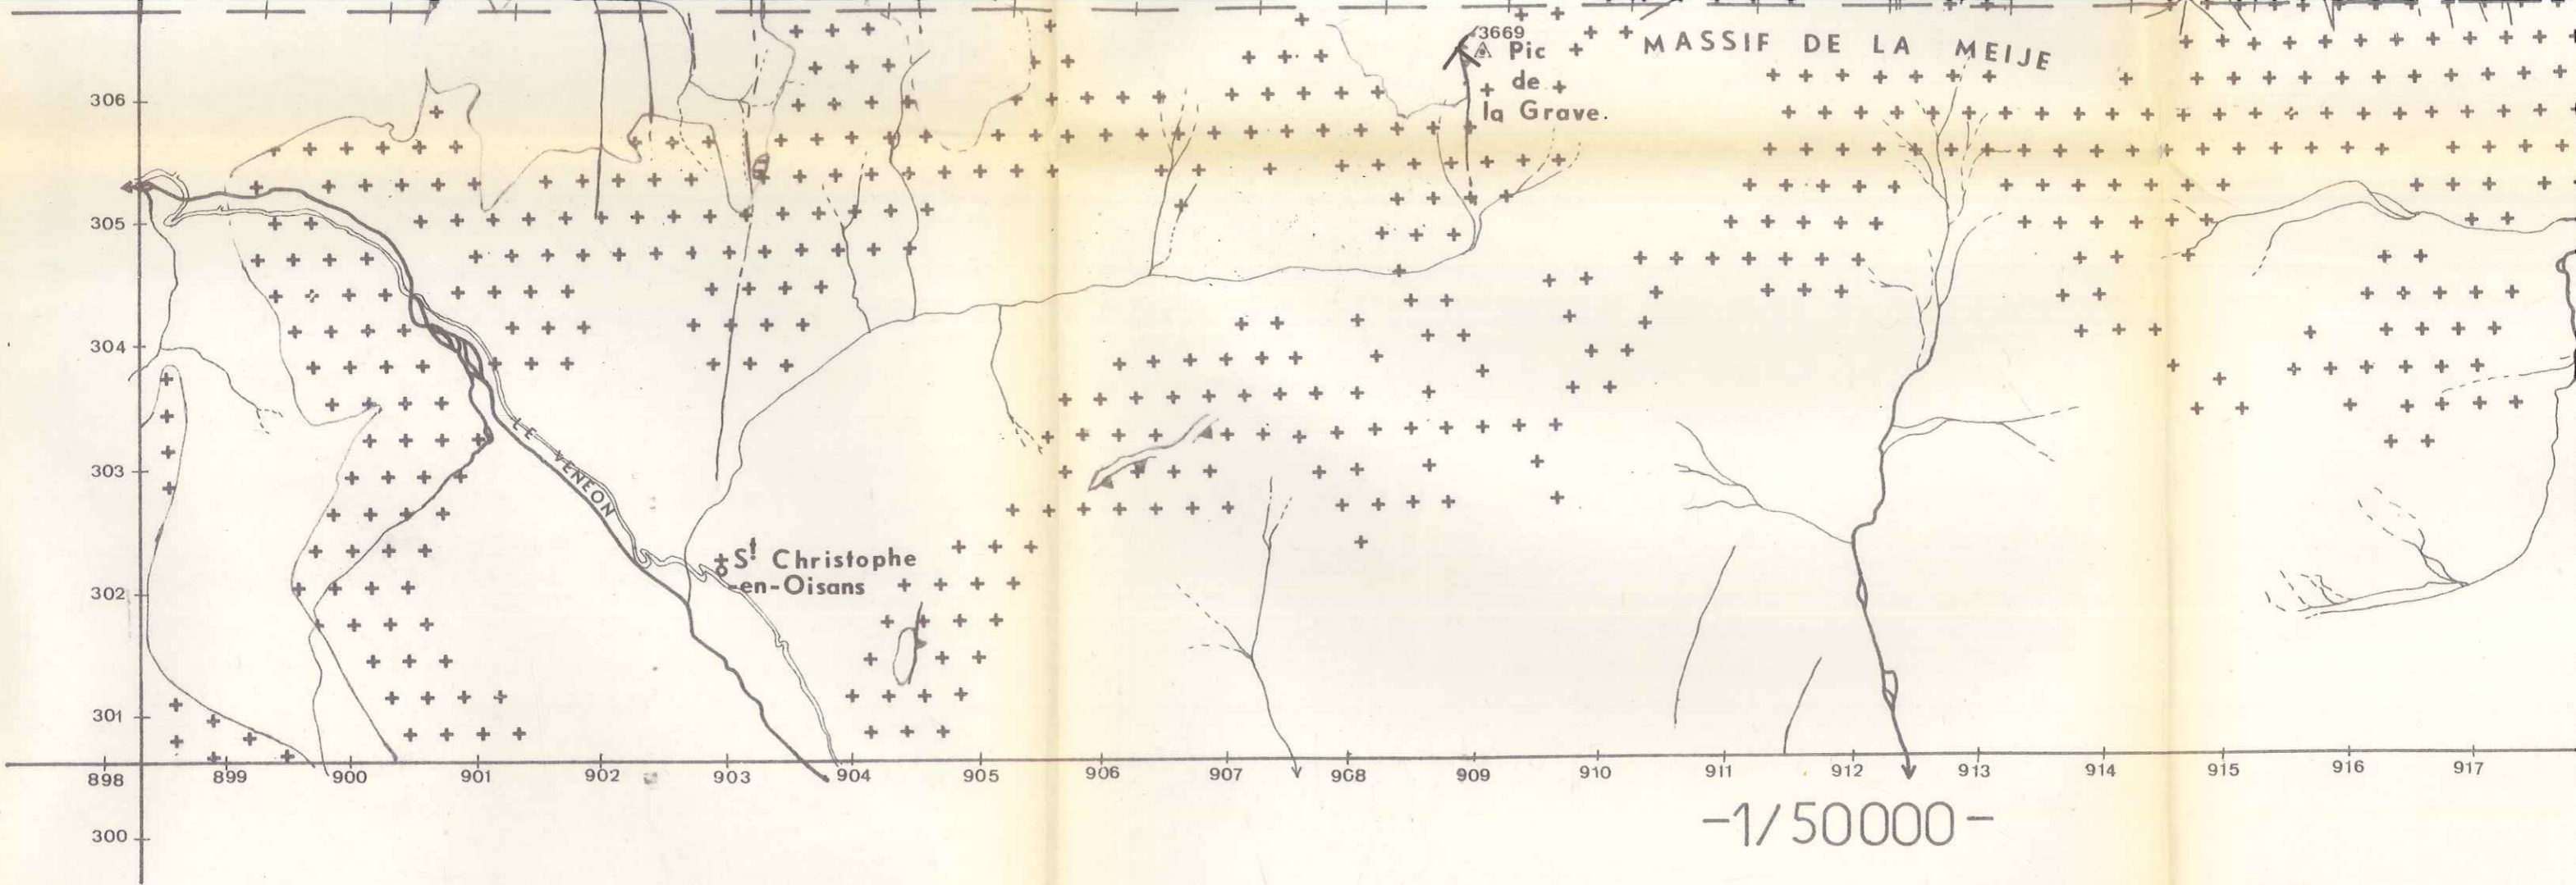 3669
Pic
de
la Grave.
MASSIF DE LA MEIJE
306
305
304
303
302
301
300
LE VENEON
St Christophe
-en-Oisans
898 899 900 901 902 903 904 905 906 907 908 909 910 911 912 913 914 915 916 917
-1/50000-